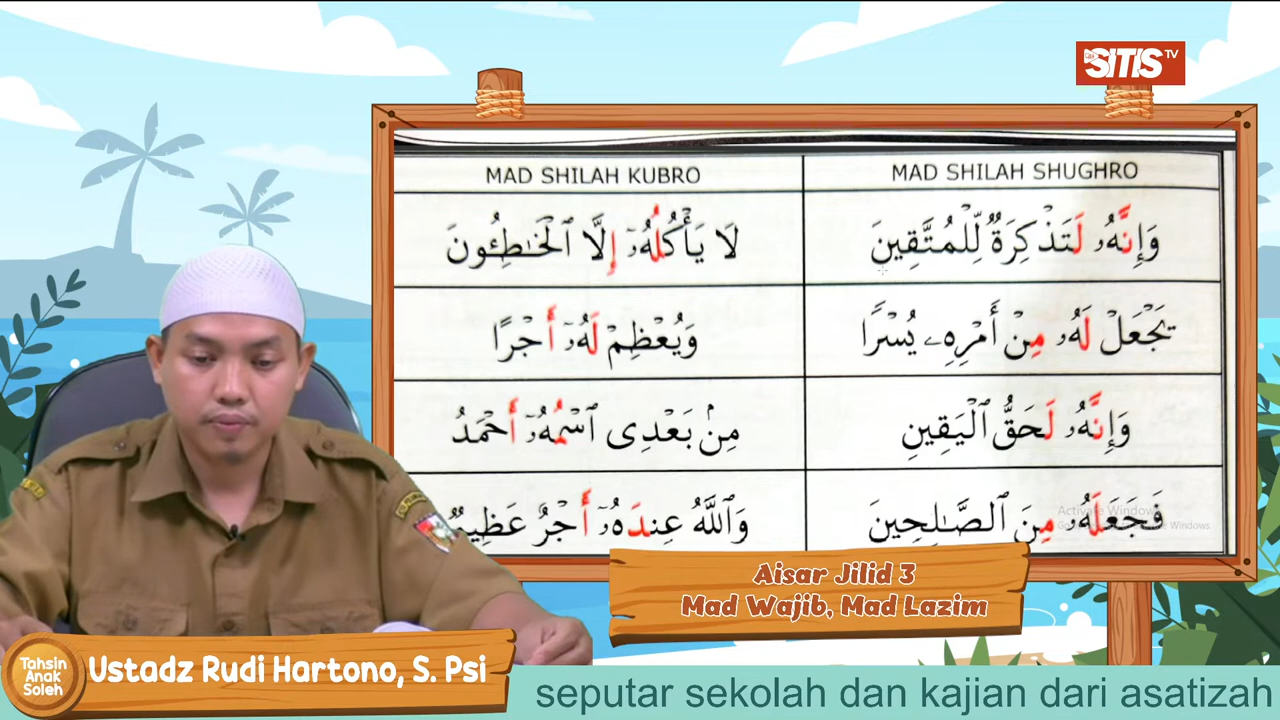 SITIS TV
MAD SHILAH KUBRO
MAD SHILAH SHUGHRO
لَا يَأْكُلُهُۥٓ إِلَّا ٱلْخَـٰطِـُٔونَ
وَإِنَّهُۥ لَتَذْكِرَةٌ لِّلْمُتَّقِينَ
وَيُعْظِمْ لَهُۥٓ أَجْرًا
يَجْعَلْ لَهُۥ مِنْ أَمْرِهِۦ يُسْرًا
مِنۢ بَعْدِى ٱسْمُهُۥٓ أَحْمَدُ
وَإِنَّهُۥ لَحَقُّ ٱلْيَقِينِ
وَٱللَّهُ عِندَهُۥٓ أَجْرٌ عَظِيمٌ
فَجَعَلَهُۥ مِنَ ٱلصَّـٰلِحِينَ
Activate Windows
Aisar Jilid 3
Mad Wajib, Mad Lazim
Tahsin
Anak
Soleh
Ustadz Rudi Hartono, S. Psi
seputar sekolah dan kajian dari asatizah